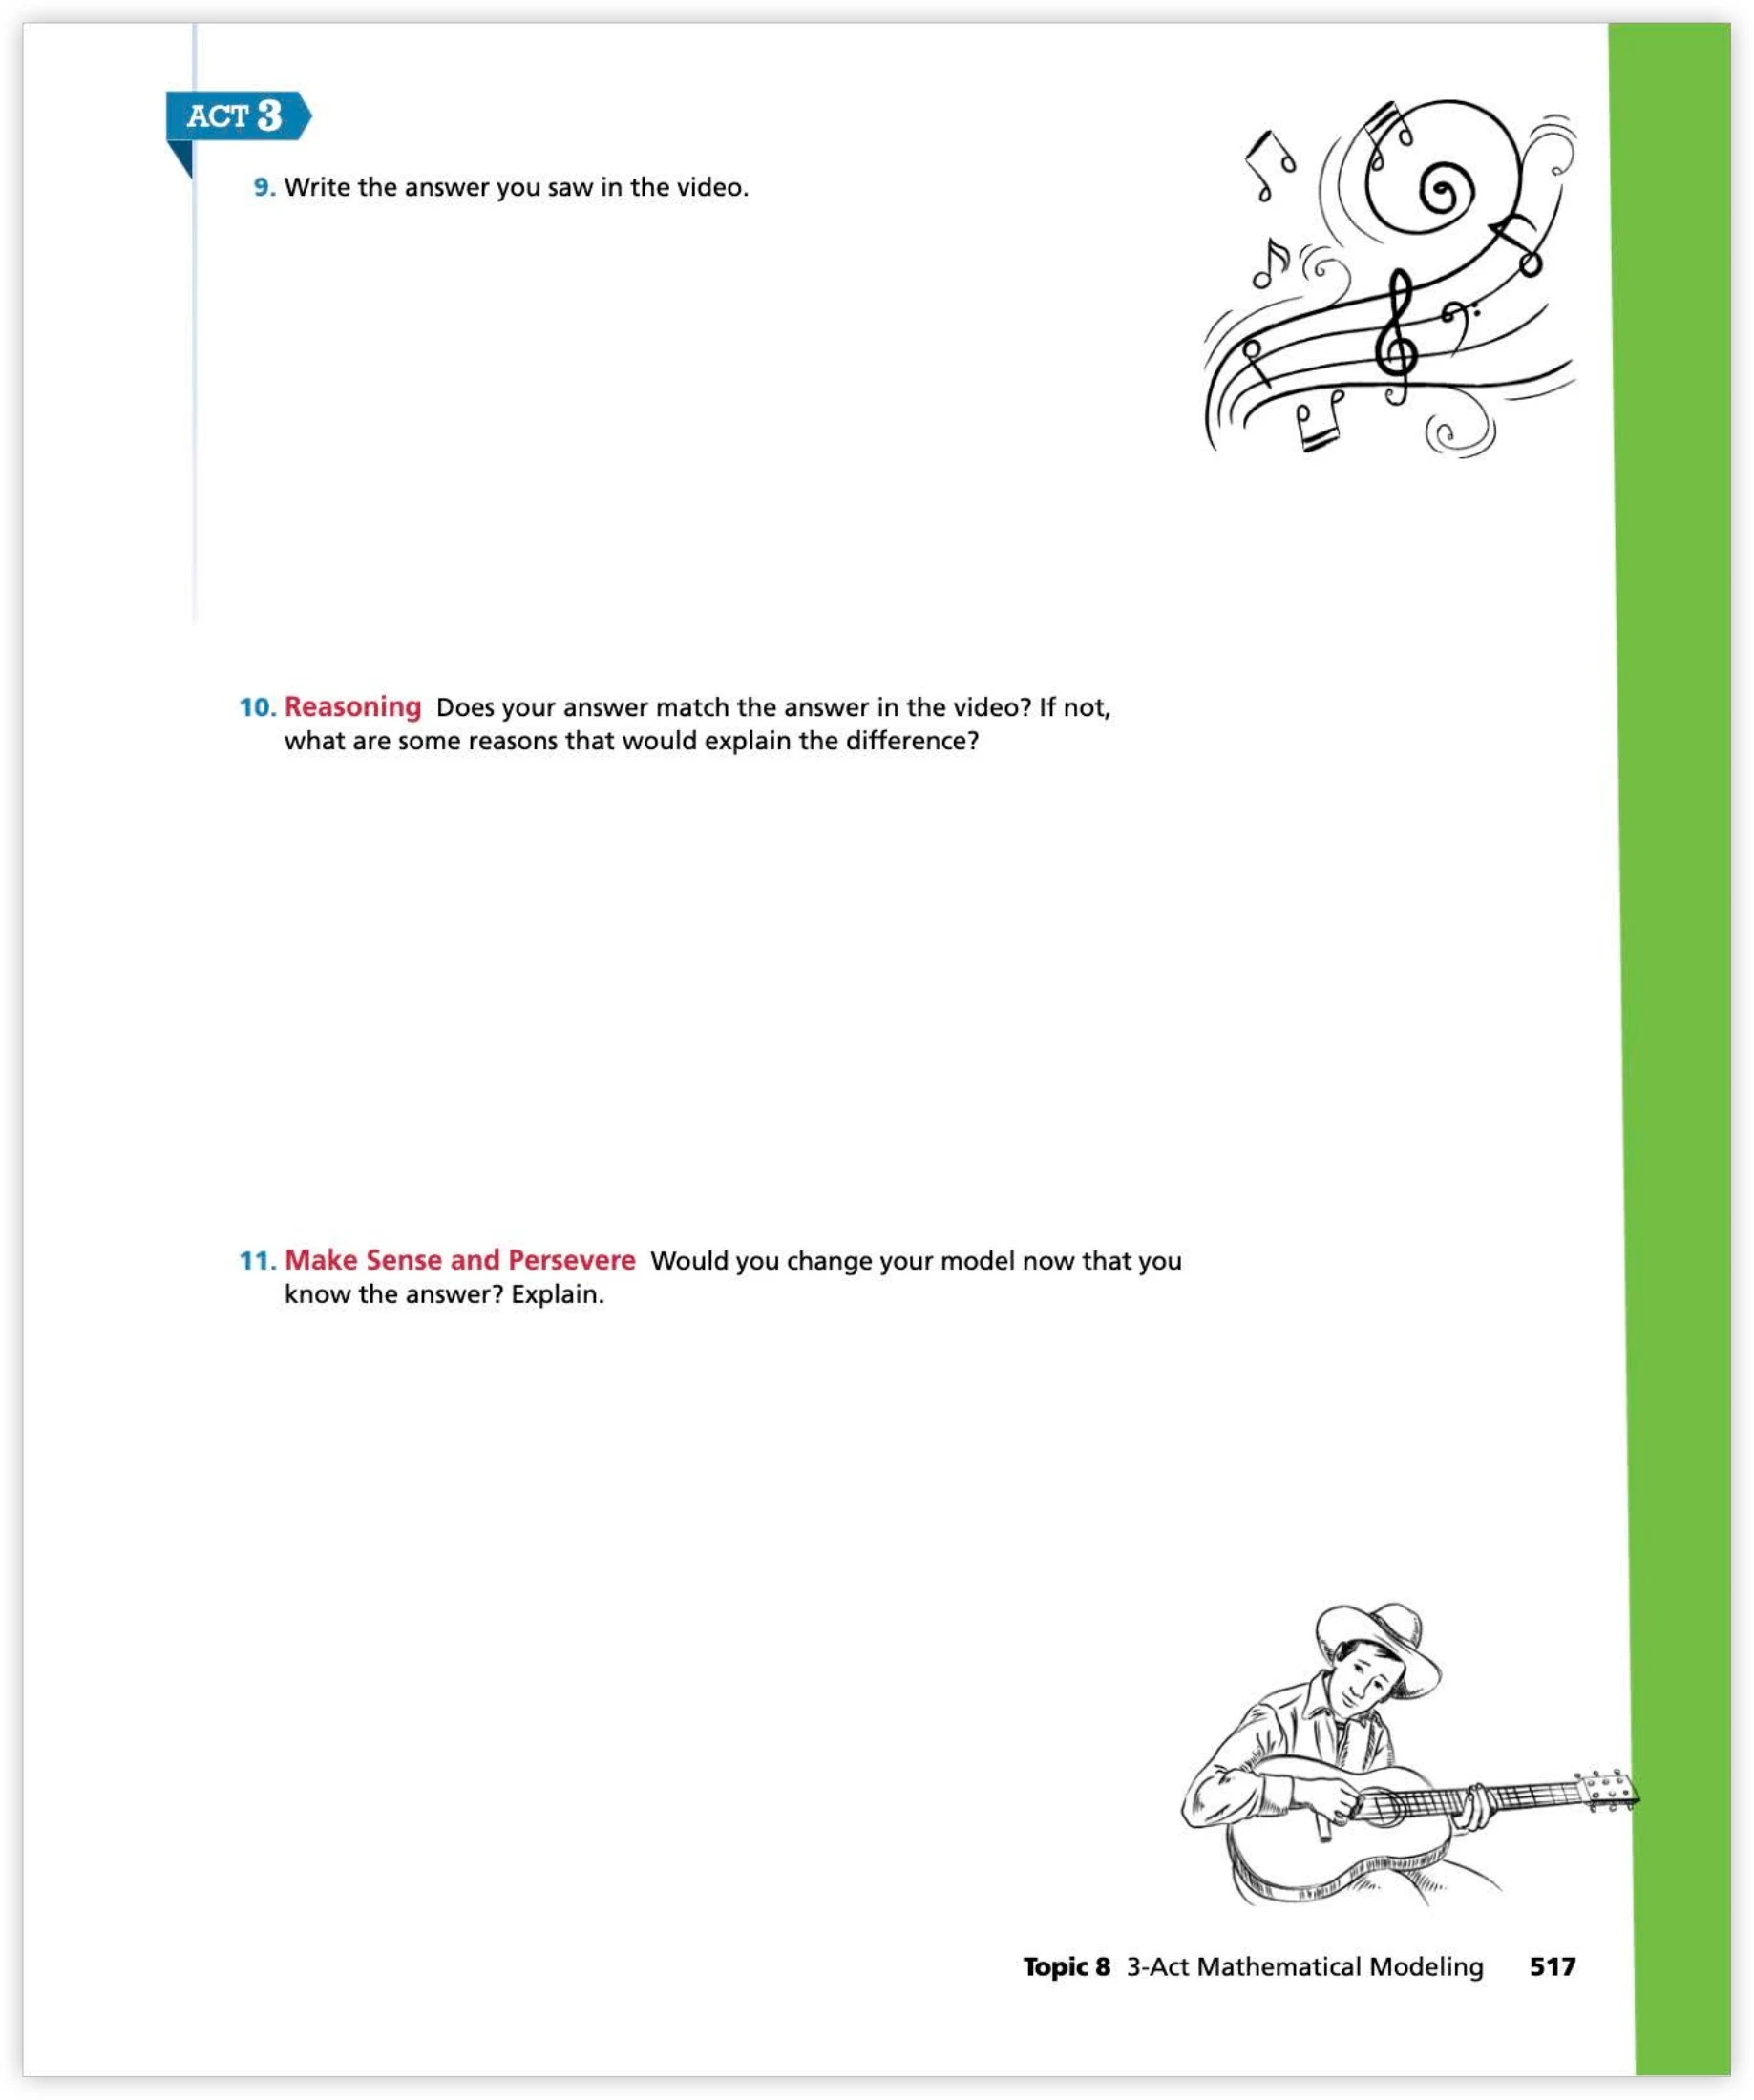 ACT 3
9. Write the answer you saw in the video.
10. Reasoning Does your answer match the answer in the video? If not,
what are some reasons that would explain the difference?
11. Make Sense and Persevere Would you change your model now that you
know the answer? Explain.
Topic 8 3-Act Mathematical Modeling 517